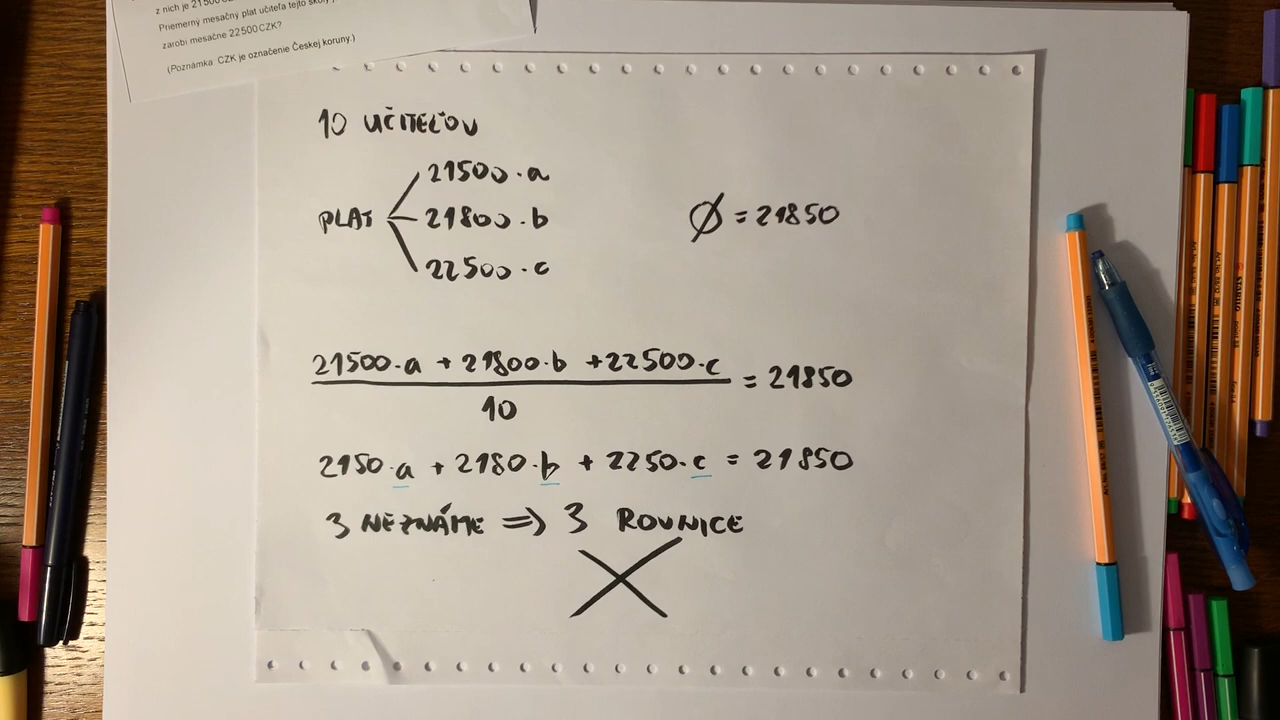 z nich je 21500
Priemerný mesačný plat učiteľa tejto školy
zarobí mesačne 22500 CZK?
(Poznámka CZK je označenie Českej koruny.)
10 UČITEĽOV
PLAT
21500·a
21800·b
22500·c
Ø = 21850
21500·a + 21800·b + 22500·c
= 21850
10
2150·a + 2180·b + 2250·c = 21850
3 NEZNÁME ⇒ 3 ROVNICE